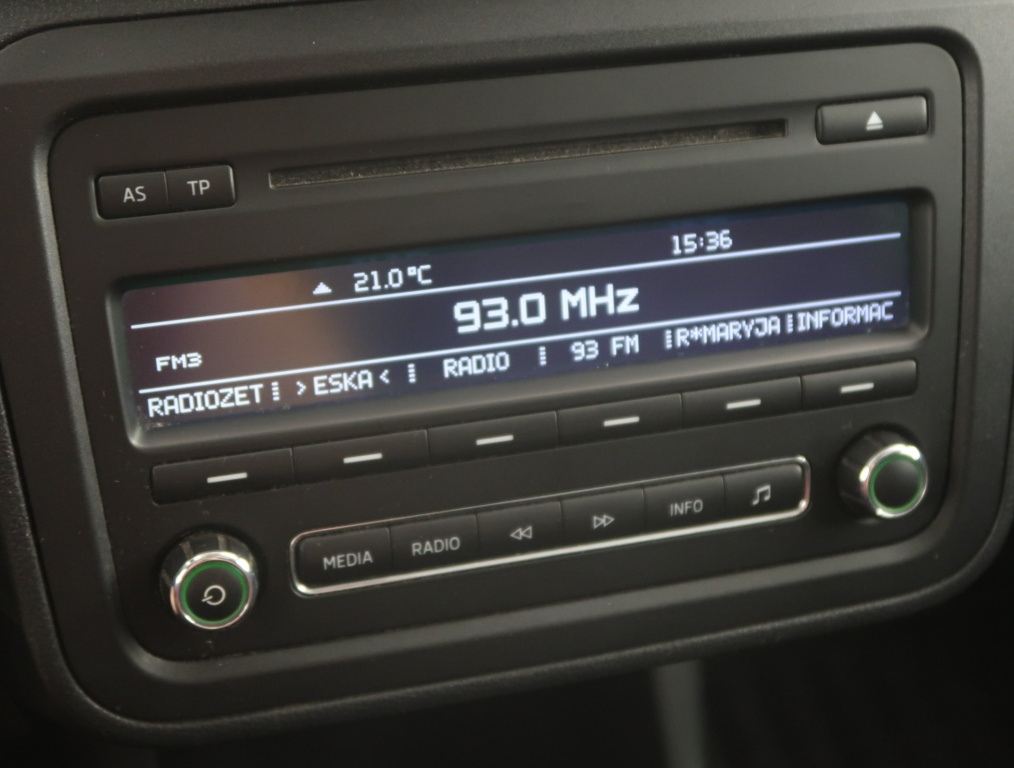 AS TP
21.0°C 15:36
93.0 MHz
FM3
RADIOZET >ESKA< RADIO 93 FM R*MARYJA INFORMAC
MEDIA RADIO INFO